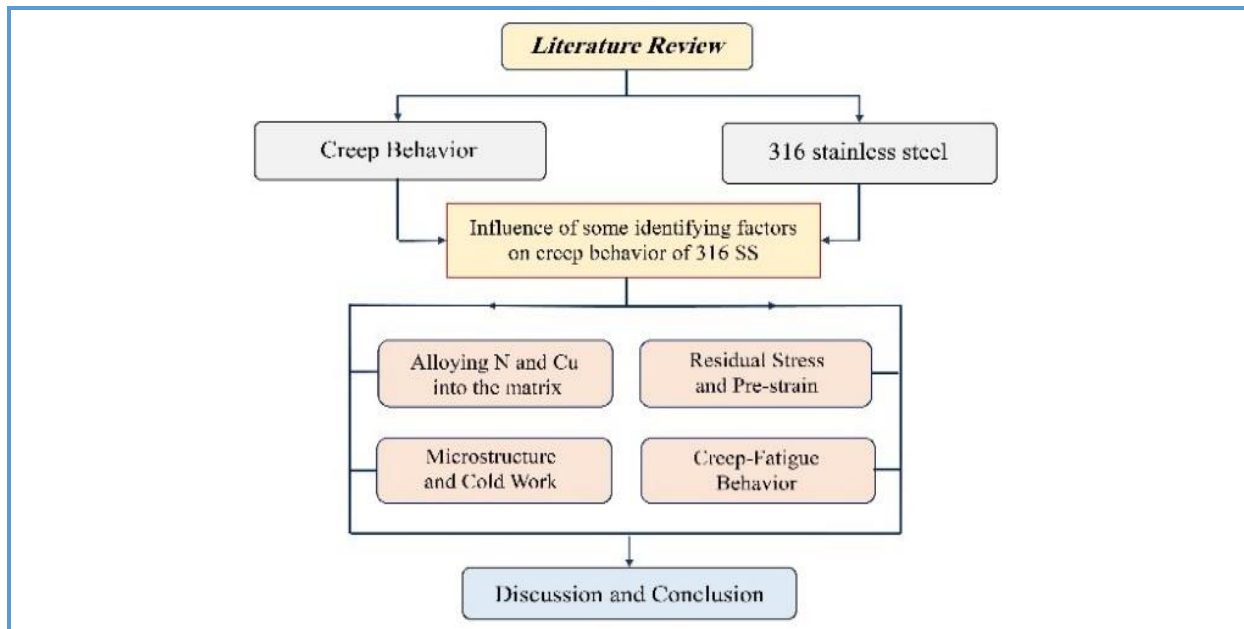 Literature Review
Creep Behavior
316 stainless steel
Influence of some identifying factors
on creep behavior of 316 SS
Alloying N and Cu
into the matrix
Residual Stress
and Pre-strain
Microstructure
and Cold Work
Creep-Fatigue
Behavior
Discussion and Conclusion